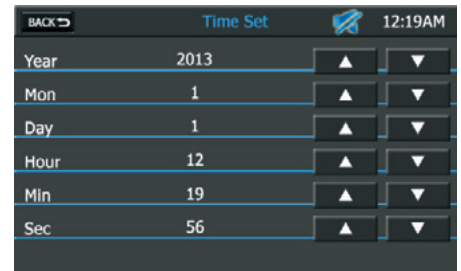 BACK Time Set 12:19AM
Year 2013
Mon 1
Day 1
Hour 12
Min 19
Sec 56